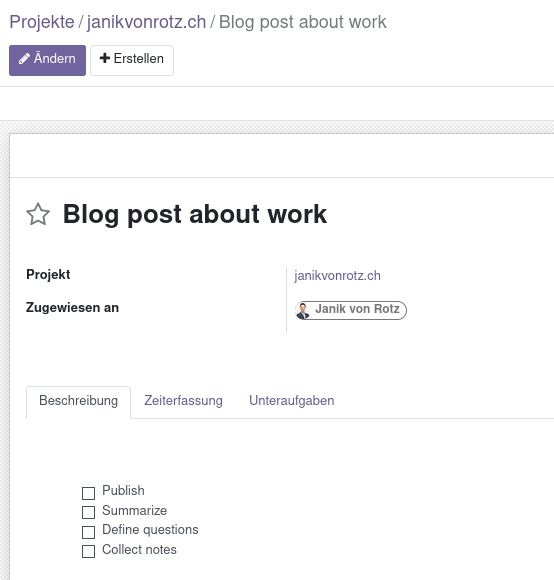 Projekte / janikvonrotz.ch / Blog post about work
Ändern Erstellen
Blog post about work
Projekt janikvonrotz.ch
Zugewiesen an Janik von Rotz
Beschreibung Zeiterfassung Unteraufgaben
Publish
Summarize
Define questions
Collect notes